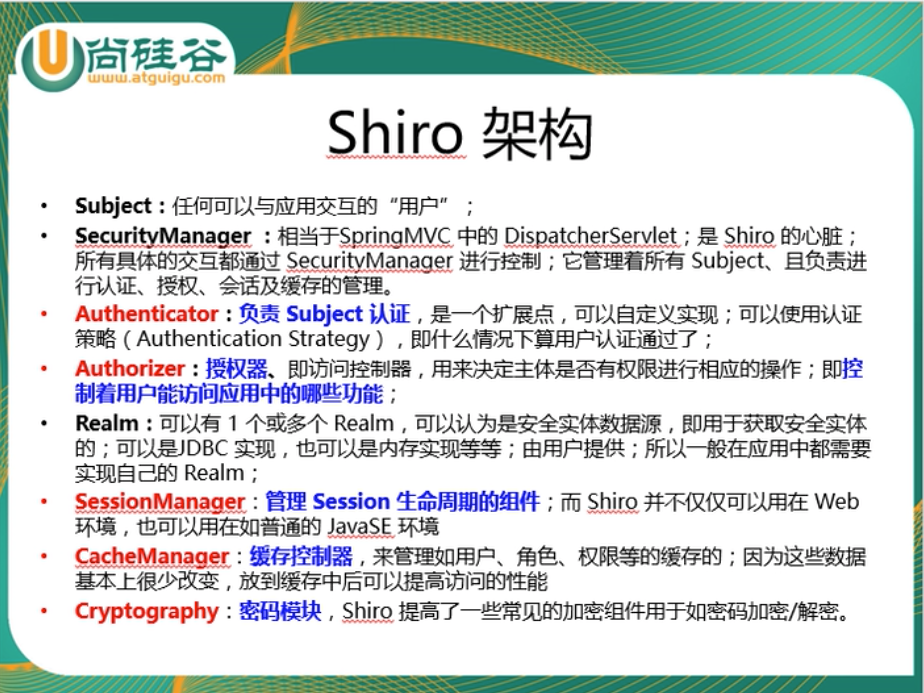 尚硅谷
www.atguigu.com
Shiro 架构
• Subject：任何可以与应用交互的“用户”；
• SecurityManager ：相当于SpringMVC 中的 DispatcherServlet；是 Shiro 的心脏；
所有具体的交互都通过 SecurityManager 进行控制；它管理着所有 Subject、且负责进
行认证、授权、会话及缓存的管理。
• Authenticator：负责 Subject 认证，是一个扩展点，可以自定义实现；可以使用认证
策略（Authentication Strategy），即什么情况下算用户认证通过了；
• Authorizer：授权器、即访问控制器，用来决定主体是否有权限进行相应的操作；即控
制着用户能访问应用中的哪些功能；
• Realm：可以有 1 个或多个 Realm，可以认为是安全实体数据源，即用于获取安全实体
的；可以是JDBC 实现，也可以是内存实现等等；由用户提供；所以一般在应用中都需要
实现自己的 Realm；
• SessionManager：管理 Session 生命周期的组件；而 Shiro 并不仅仅可以用在 Web
环境，也可以用在如普通的 JavaSE 环境
• CacheManager：缓存控制器，来管理如用户、角色、权限等的缓存的；因为这些数据
基本上很少改变，放到缓存中后可以提高访问的性能
• Cryptography：密码模块，Shiro 提高了一些常见的加密组件用于如密码加密/解密。